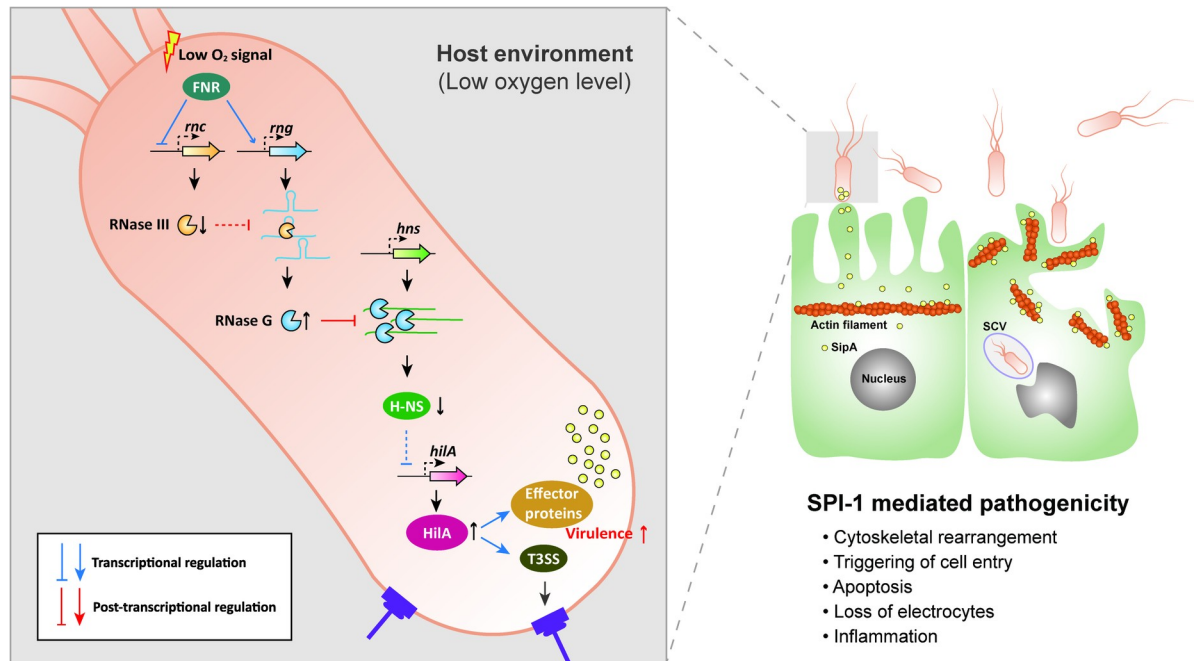 Low O₂ signal
Host environment
(Low oxygen level)
FNR
rnc
rng
RNase III
hns
RNase G
H-NS
hilA
Effector
proteins
HilA
Virulence ↑
T3SS
Transcriptional regulation
Post-transcriptional regulation
Actin filament
SipA
Nucleus
SCV
SPI-1 mediated pathogenicity
• Cytoskeletal rearrangement
• Triggering of cell entry
• Apoptosis
• Loss of electrocytes
• Inflammation